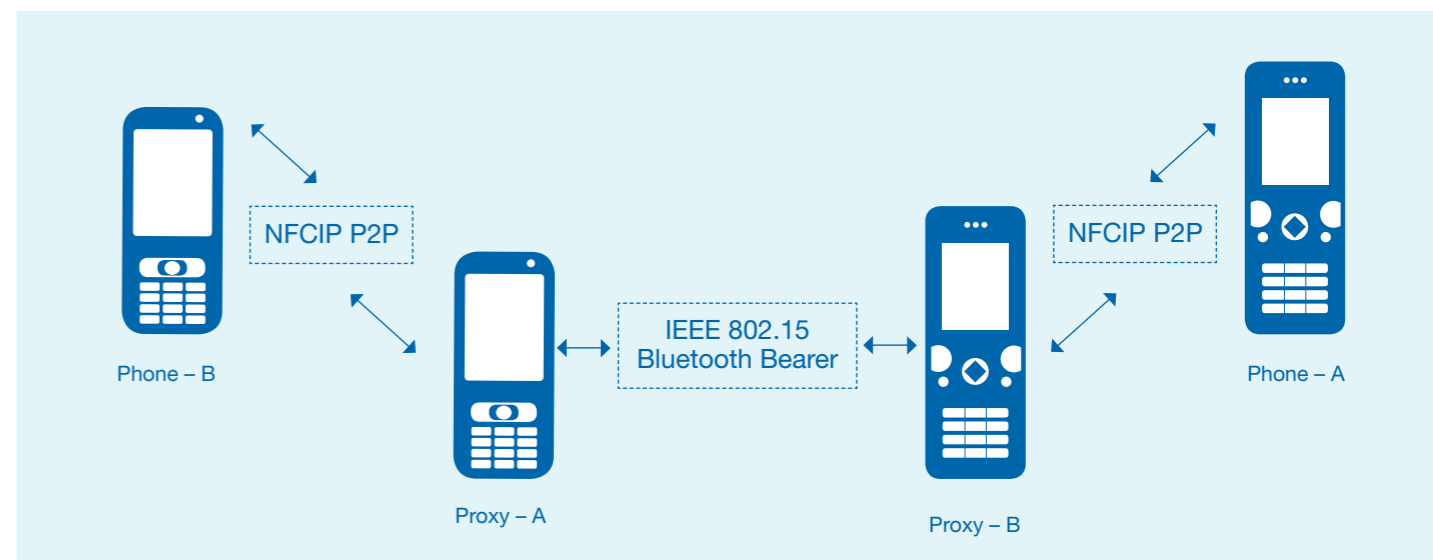 NFCIP P2P
NFCIP P2P
IEEE 802.15
Bluetooth Bearer
Phone – B
Phone – A
Proxy – A
Proxy – B